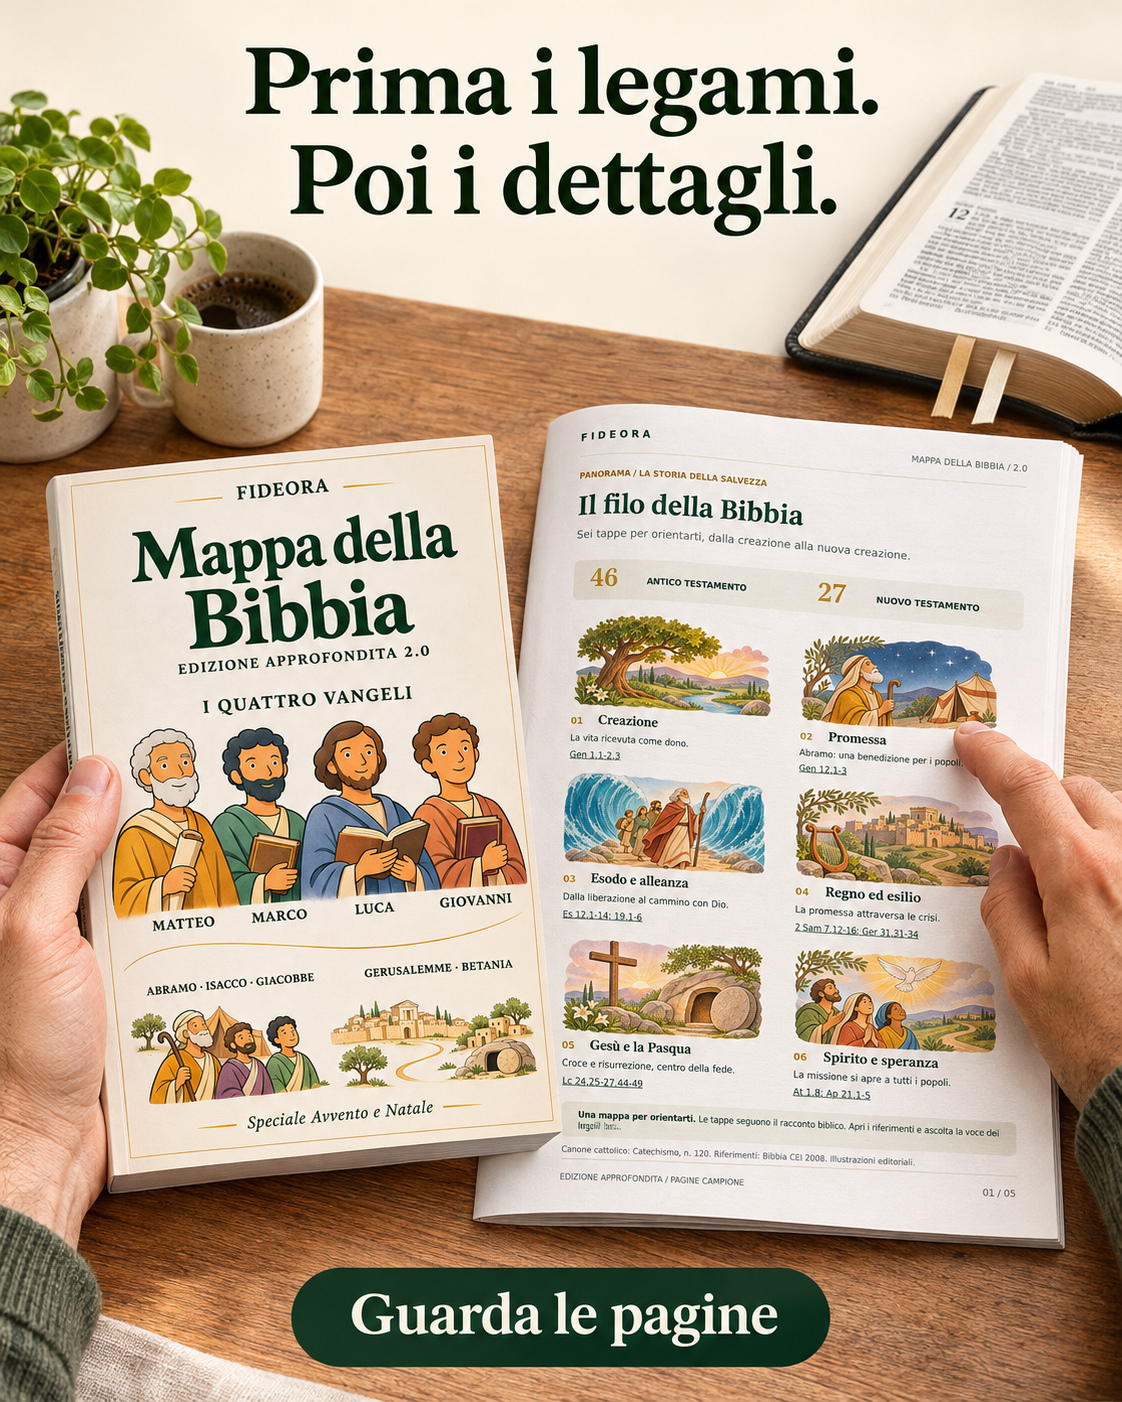 Prima i legami.
Poi i dettagli.
12
FIDEORA
Mappa della
Bibbia
EDIZIONE APPROFONDITA 2.0
I QUATTRO VANGELI
MATTEO
MARCO
LUCA
GIOVANNI
ABRAMO · ISACCO · GIACOBBE
GERUSALEMME · BETANIA
Speciale Avvento e Natale
FIDEORA
MAPPA DELLA BIBBIA / 2.0
PANORAMA / LA STORIA DELLA SALVEZZA
Il filo della Bibbia
Sei tappe per orientarti, dalla creazione alla nuova creazione.
46 ANTICO TESTAMENTO
27 NUOVO TESTAMENTO
01 Creazione
La vita ricevuta come dono.
Gen 1,1-2,3
02 Promessa
Abramo: una benedizione per i popoli.
Gen 12,1-3
03 Esodo e alleanza
Dalla liberazione al cammino con Dio.
Es 12,1-14; 19,1-6
04 Regno ed esilio
La promessa attraversa le crisi.
2 Sam 7,12-16; Ger 31,31-34
05 Gesù e la Pasqua
Croce e risurrezione, centro della fede.
Lc 24,25-27.44-49
06 Spirito e speranza
La missione si apre a tutti i popoli.
At 1,8; Ap 21,1-5
Una mappa per orientarti. Le tappe seguono il racconto biblico. Apri i riferimenti e ascolta la voce dei
Canone cattolico: Catechismo, n. 120. Riferimenti: Bibbia CEI 2008. Illustrazioni editoriali.
EDIZIONE APPROFONDITA / PAGINE CAMPIONE
01 / 05
Guarda le pagine